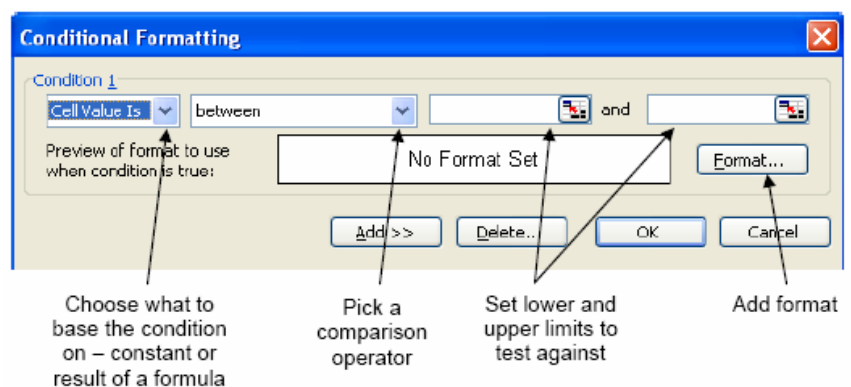 Conditional Formatting
Condition 1
Cell Value Is between and
Preview of format to use
when condition is true:
No Format Set
Format...
Add >> Delete... OK Cancel
Choose what to
base the condition
on – constant or
result of a formula
Pick a
comparison
operator
Set lower and
upper limits to
test against
Add format